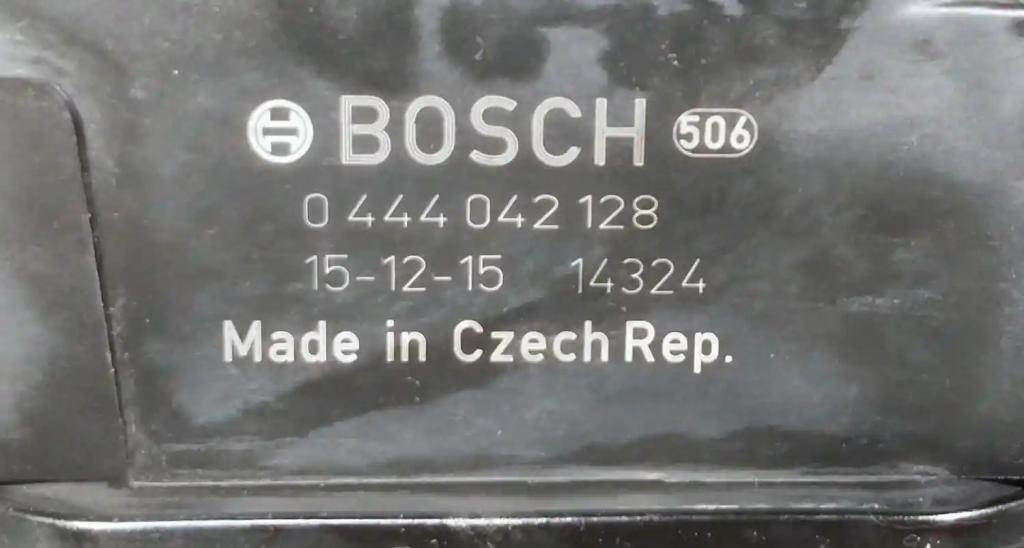 BOSCH 506
0 444 042 128
15-12-15 14324
Made in Czech Rep.